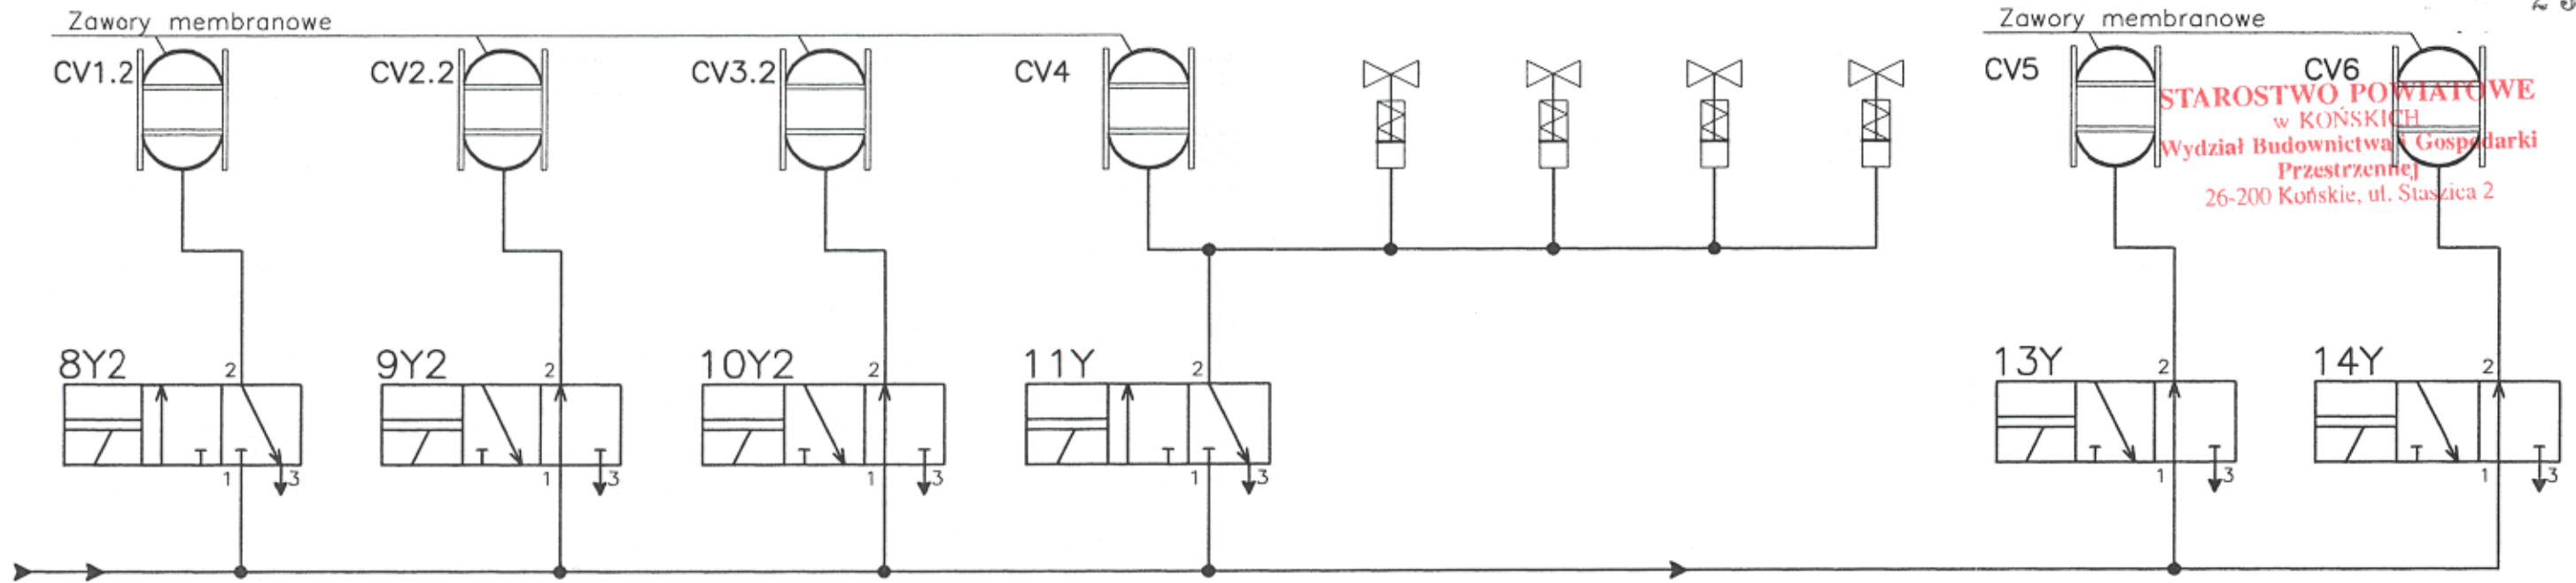 Zawory membranowe
Zawory membranowe
CV1.2
CV2.2
CV3.2
CV4
CV5
CV6
STAROSTWO POWIATOWE
w KOŃSKICH
Wydział Budownictwa i Gospodarki
Przestrzennej
26-200 Końskie, ul. Staszica 2
8Y2
9Y2
10Y2
11Y
13Y
14Y
2
2
2
2
2
2
1
3
1
3
1
3
1
3
1
3
1
3